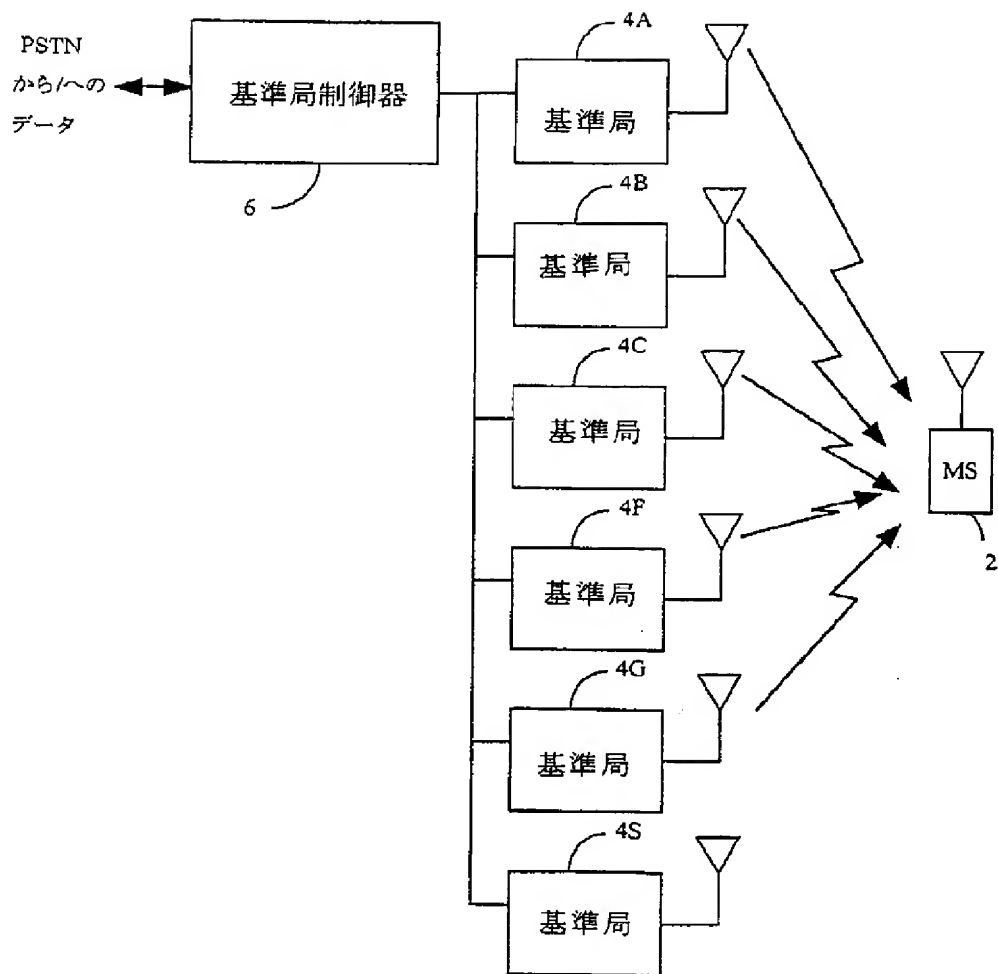 PSTN
から/への
データ
基準局制御器
6
4A
基準局
4B
基準局
4C
基準局
4F
基準局
4G
基準局
4S
基準局
MS
2